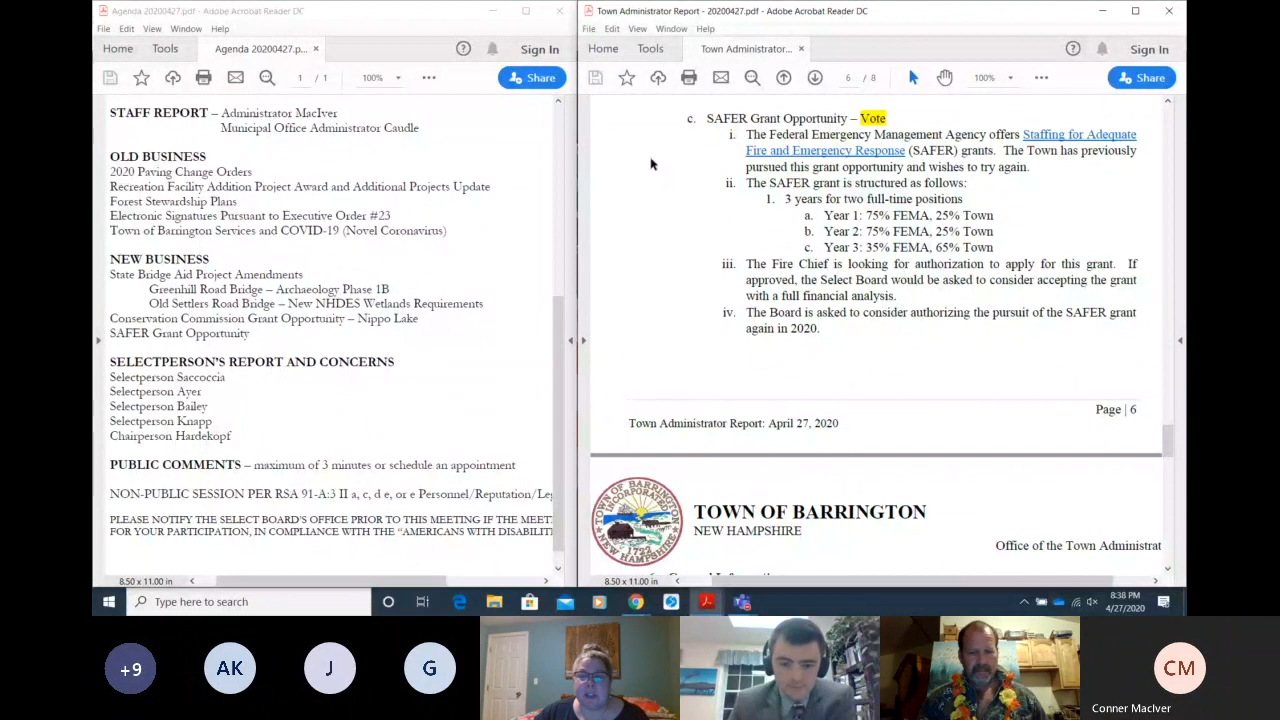 Agenda 20200427.pdf - Adobe Acrobat Reader DC
File Edit View Window Help
Home Tools Agenda 20200427.p... × Sign In
1 / 1 100% Share
STAFF REPORT – Administrator MacIver
Municipal Office Administrator Caudle
OLD BUSINESS
2020 Paving Change Orders
Recreation Facility Addition Project Award and Additional Projects Update
Forest Stewardship Plans
Electronic Signatures Pursuant to Executive Order #23
Town of Barrington Services and COVID-19 (Novel Coronavirus)
NEW BUSINESS
State Bridge Aid Project Amendments
Greenhill Road Bridge – Archaeology Phase 1B
Old Settlers Road Bridge – New NHDES Wetlands Requirements
Conservation Commission Grant Opportunity – Nippo Lake
SAFER Grant Opportunity
SELECTPERSON'S REPORT AND CONCERNS
Selectperson Saccoccia
Selectperson Ayer
Selectperson Bailey
Selectperson Knapp
Chairperson Hardekopf
PUBLIC COMMENTS – maximum of 3 minutes or schedule an appointment
NON-PUBLIC SESSION PER RSA 91-A:3 II a, c, d e, or e Personnel/Reputation/Leg
PLEASE NOTIFY THE SELECT BOARD'S OFFICE PRIOR TO THIS MEETING IF THE MEET
FOR YOUR PARTICIPATION, IN COMPLIANCE WITH THE "AMERICANS WITH DISABILIT
8.50 x 11.00 in
Town Administrator Report - 20200427.pdf - Adobe Acrobat Reader DC
File Edit View Window Help
Home Tools Town Administrator... × Sign In
6 / 8 100% Share
c. SAFER Grant Opportunity – Vote
i. The Federal Emergency Management Agency offers Staffing for Adequate
Fire and Emergency Response (SAFER) grants. The Town has previously
pursued this grant opportunity and wishes to try again.
ii. The SAFER grant is structured as follows:
1. 3 years for two full-time positions
a. Year 1: 75% FEMA, 25% Town
b. Year 2: 75% FEMA, 25% Town
c. Year 3: 35% FEMA, 65% Town
iii. The Fire Chief is looking for authorization to apply for this grant. If
approved, the Select Board would be asked to consider accepting the grant
with a full financial analysis.
iv. The Board is asked to consider authorizing the pursuit of the SAFER grant
again in 2020.
Page | 6
Town Administrator Report: April 27, 2020
TOWN OF BARRINGTON
INCORPORATED
1722
NEW HAMPSHIRE
TOWN OF BARRINGTON
NEW HAMPSHIRE
Office of the Town Administrat
8.50 x 11.00 in
Type here to search
8:38 PM
4/27/2020
+9
AK
J
G
CM
Conner MacIver